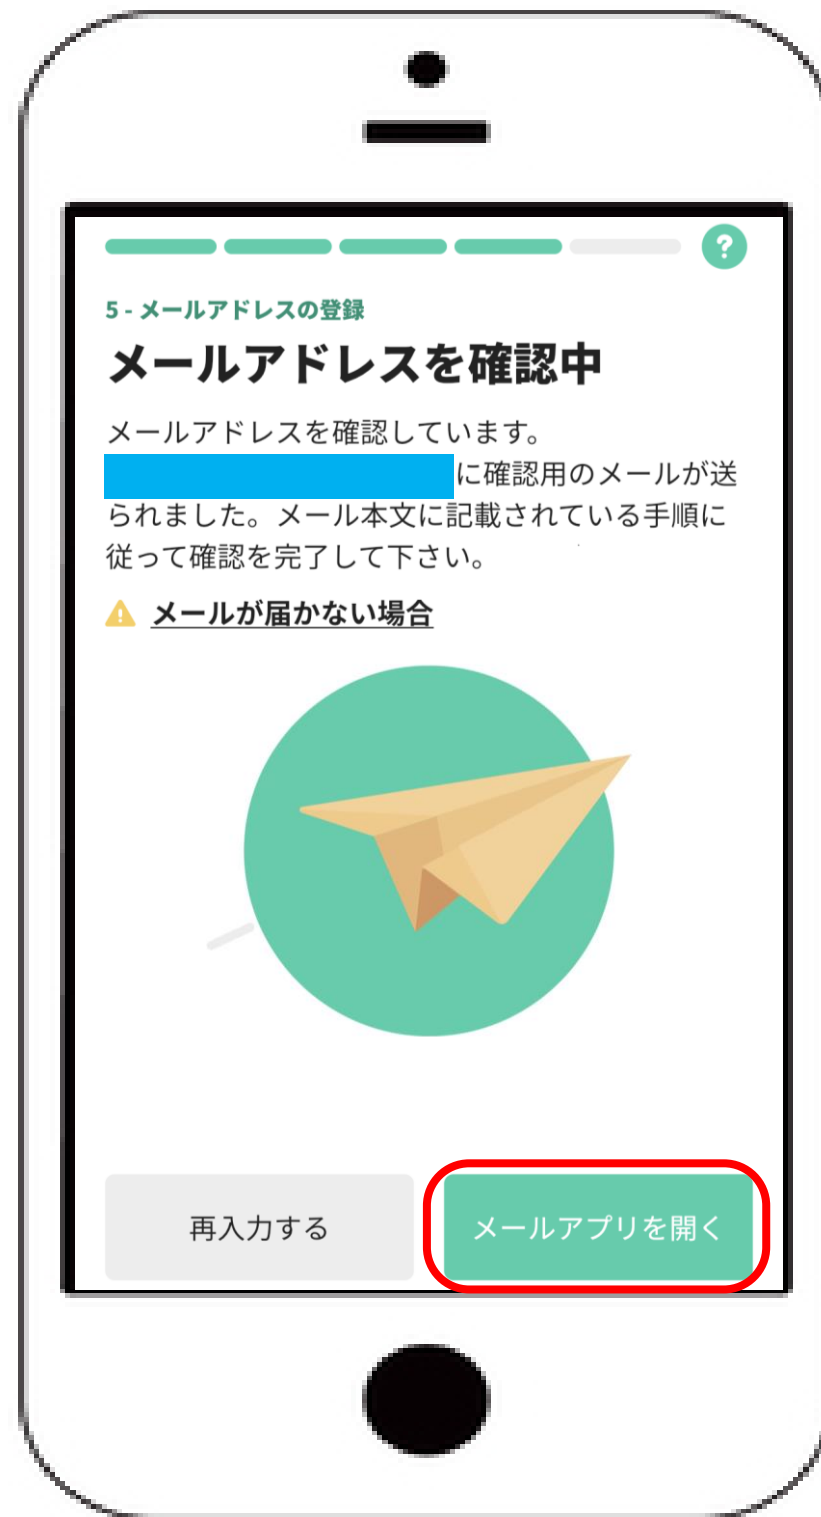 ?
5 - メールアドレスの登録
メールアドレスを確認中
メールアドレスを確認しています。
に確認用のメールが送
られました。メール本文に記載されている手順に
従って確認を完了して下さい。
メールが届かない場合
再入力する
メールアプリを開く